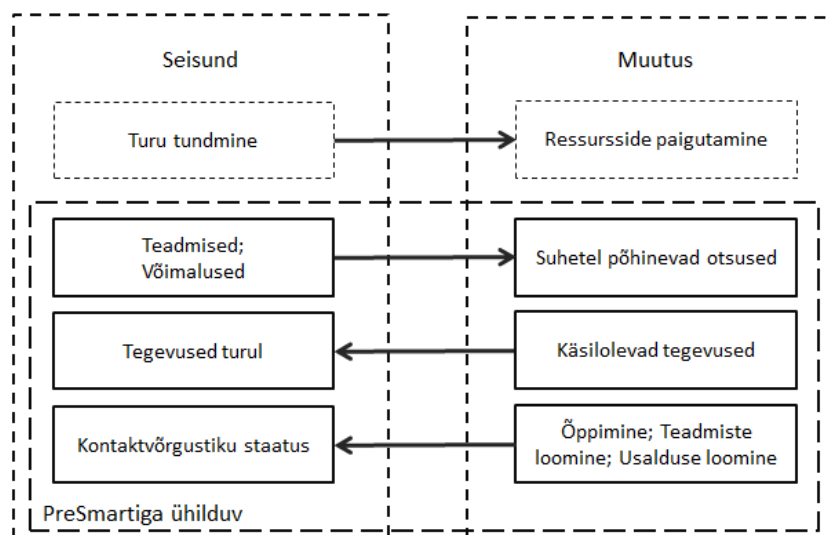 Seisund
Muutus
Turu tundmine
Ressursside paigutamine
Teadmised;
Võimalused
Suhetel põhinevad otsused
Tegevused turul
Käsilolevad tegevused
Kontaktvõrgustiku staatus
Õppimine; Teadmiste
loomine; Usalduse loomine
PreSmartiga ühilduv